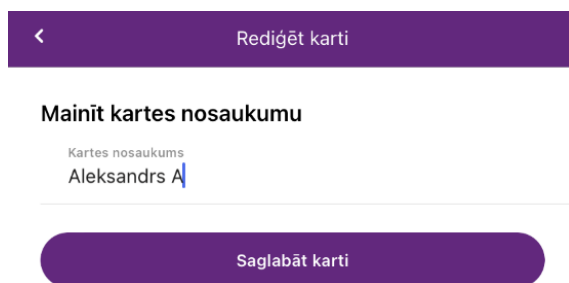 Rediģēt karti
Mainīt kartes nosaukumu
Kartes nosaukums
Aleksandrs A
Saglabāt karti